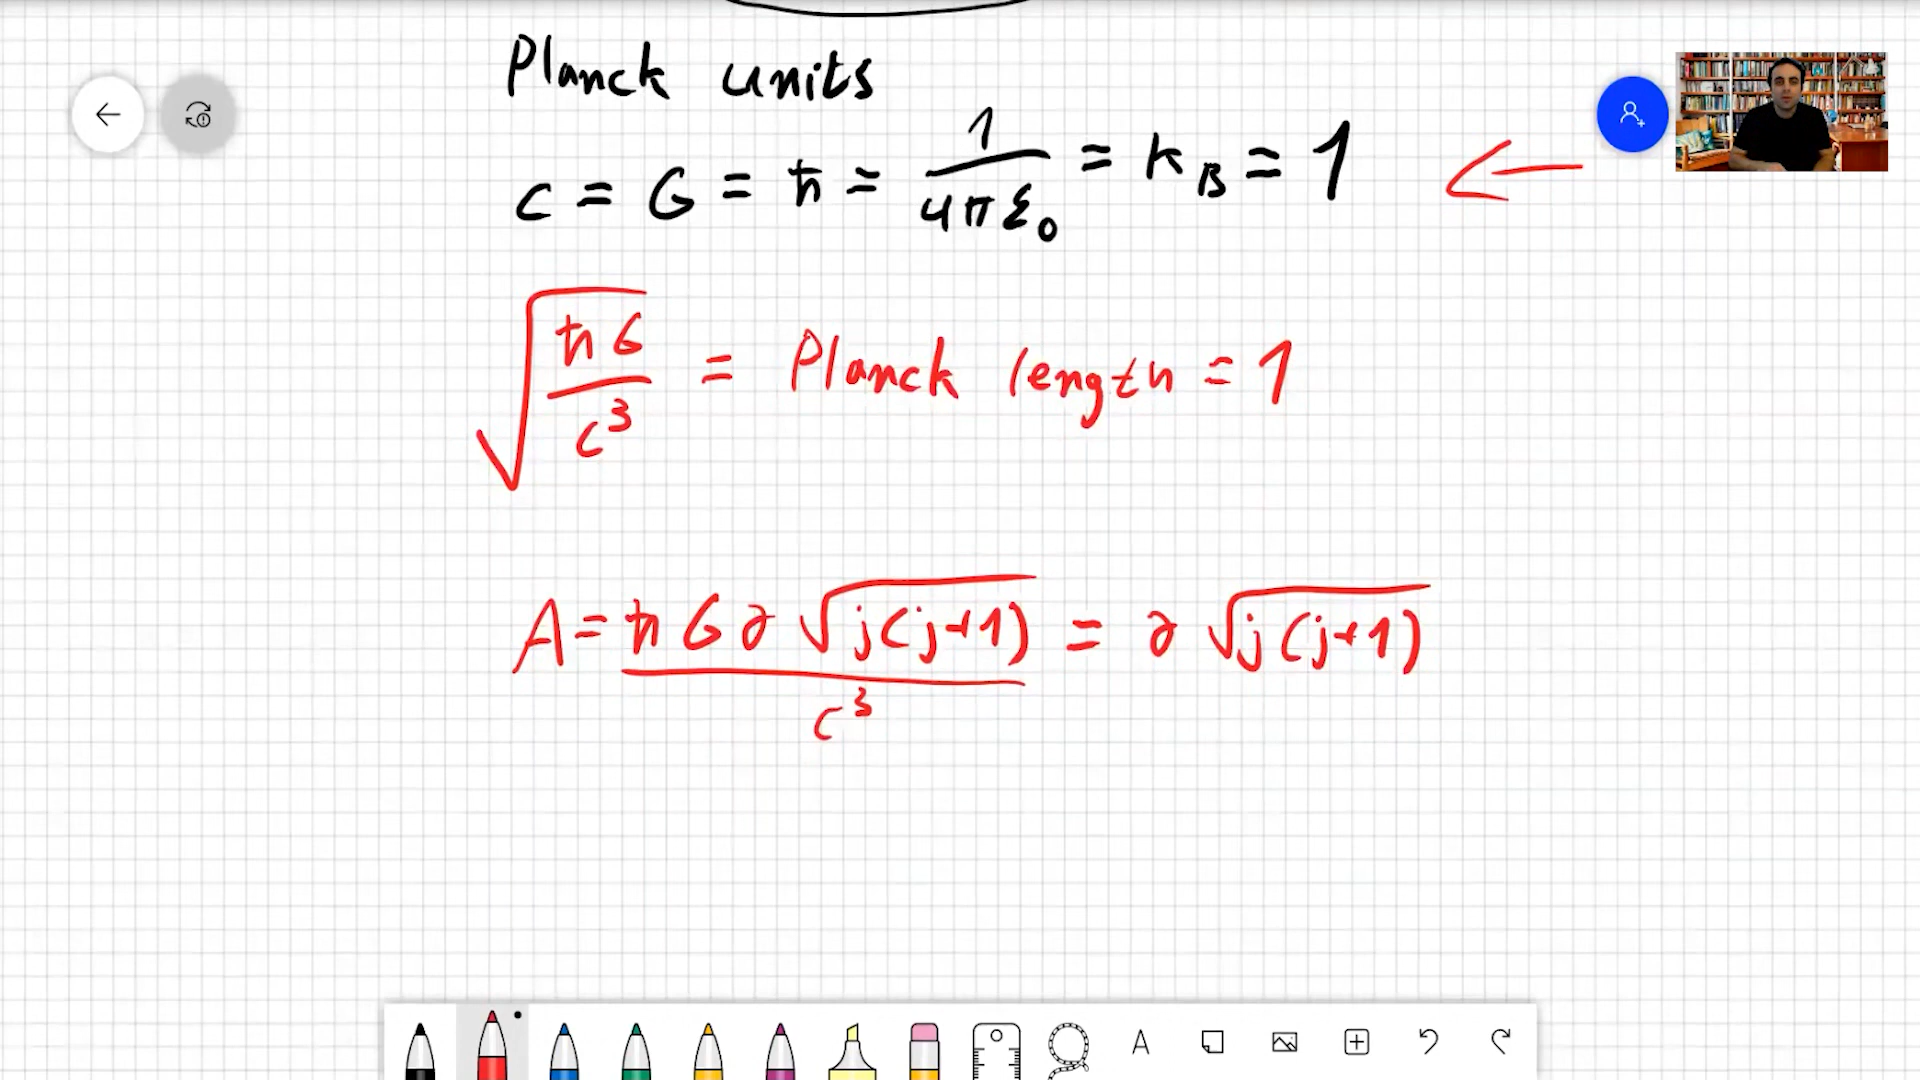 Planck units
c = G = ħ = 1/(4πε₀) = k_B = 1
√(ħG/c³) = Planck length = 1
A = ħGγ√(j(j+1))/c³ = γ√(j(j+1))
A